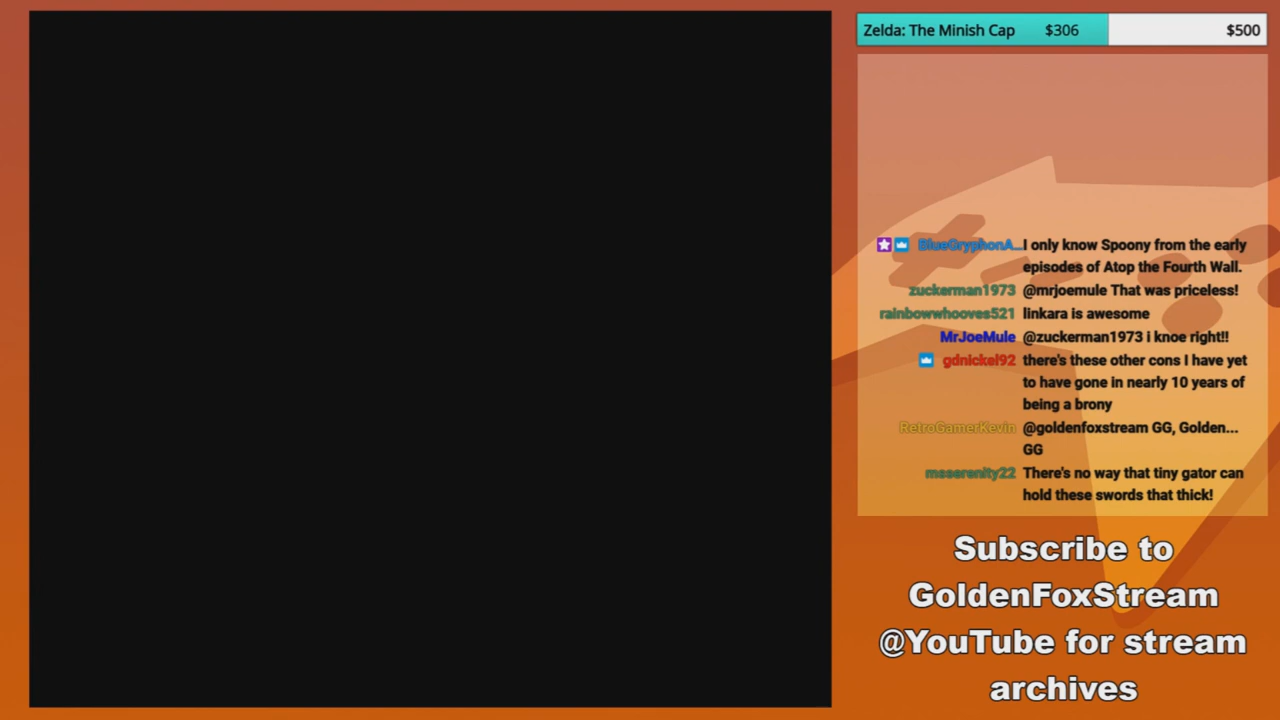 Zelda: The Minish Cap $306 $500
BlueGryphonA... I only know Spoony from the early
episodes of Atop the Fourth Wall.
zuckerman1973 @mrjoemule That was priceless!
rainbowwhooves521 linkara is awesome
MrJoeMule @zuckerman1973 i knoe right!!
gdnickel92 there's these other cons I have yet
to have gone in nearly 10 years of
being a brony
RetroGamerKevin @goldenfoxstream GG, Golden...
GG
msserenity22 There's no way that tiny gator can
hold these swords that thick!
Subscribe to
GoldenFoxStream
@YouTube for stream
archives